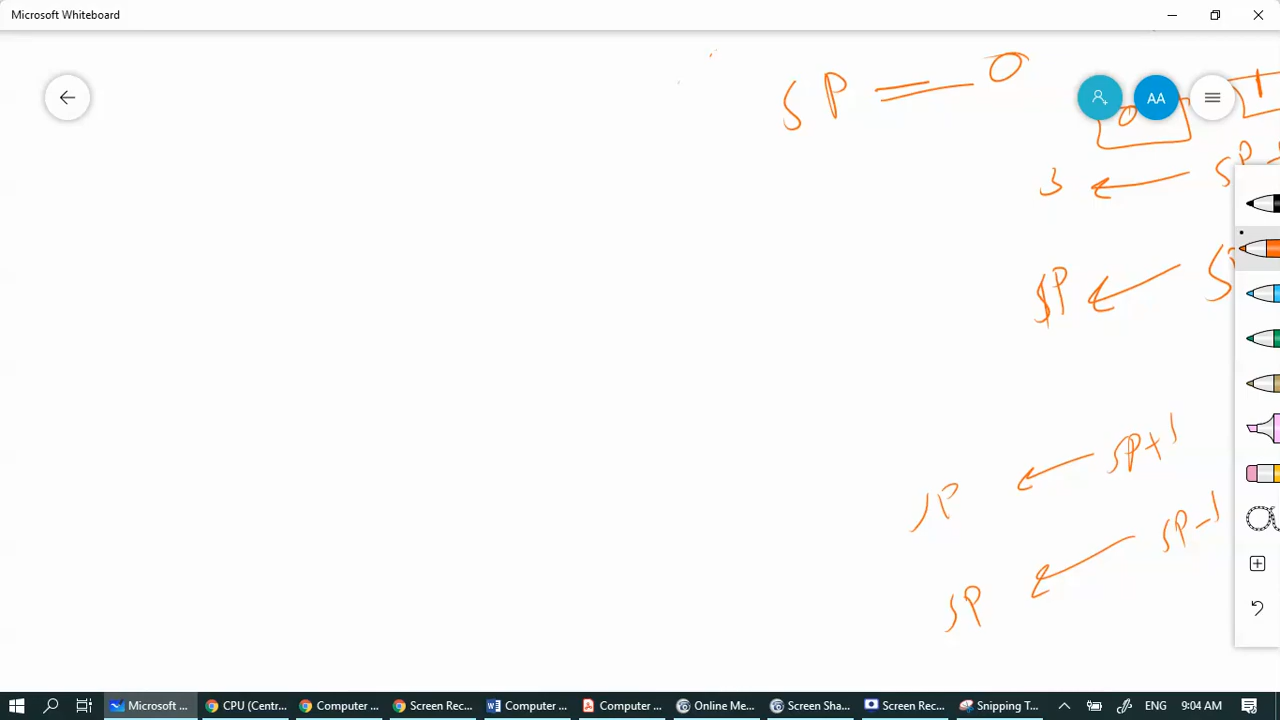 Microsoft Whiteboard
SP = 0
AA
0
SP ←
SP ← SP+1
SP ← SP-1
Microsoft ...
CPU (Centr...
Computer ...
Screen Rec...
Computer ...
Computer ...
Online Me...
Screen Sha...
Screen Rec...
Snipping T...
ENG
9:04 AM